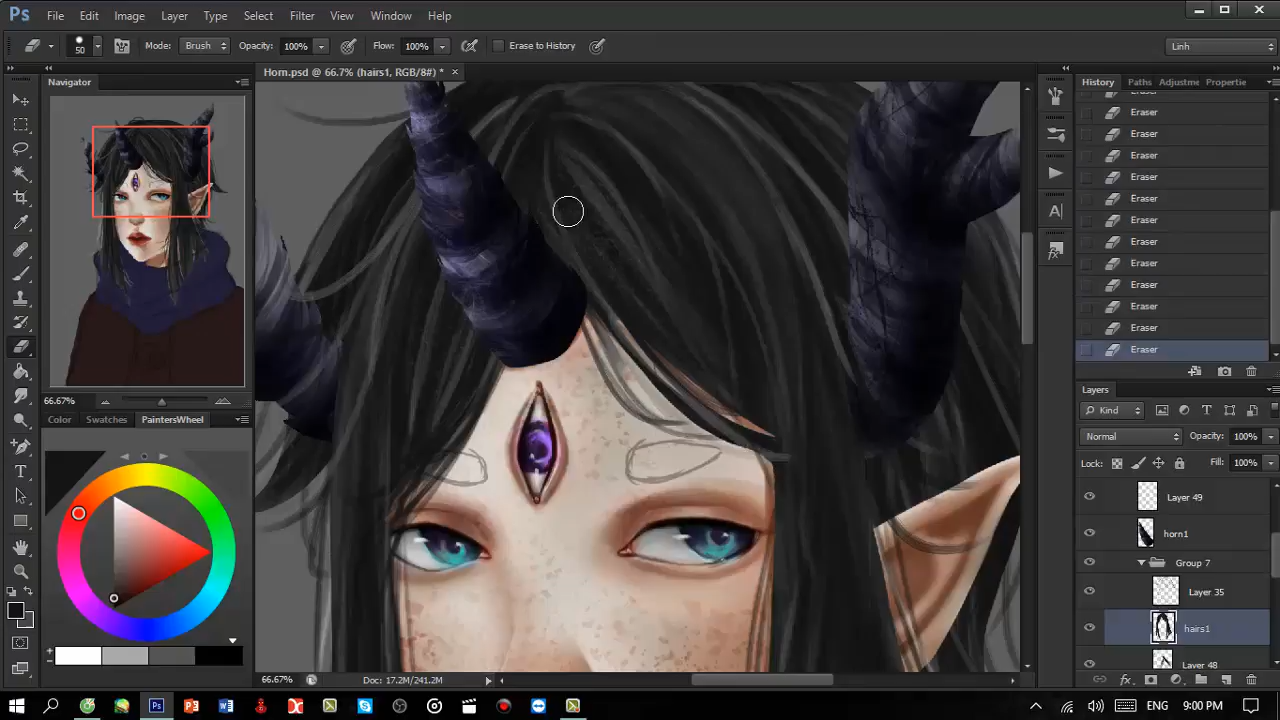 Ps File Edit Image Layer Type Select Filter View Window Help
50 Mode: Brush Opacity: 100% Flow: 100% Erase to History Linh
Navigator
Horn.psd @ 66.7% (hairs1, RGB/8#) * ×
History Paths Adjustme Propertie
Eraser
Eraser
Eraser
Eraser
Eraser
Eraser
Eraser
Eraser
Eraser
Eraser
Eraser
Eraser
Eraser
66.67%
Color Swatches PaintersWheel
Layers
Kind
Normal Opacity: 100%
Lock: Fill: 100%
Layer 49
horn1
Group 7
Layer 35
hairs1
Layer 48
66.67% Doc: 17.2M/241.2M
ENG 9:00 PM